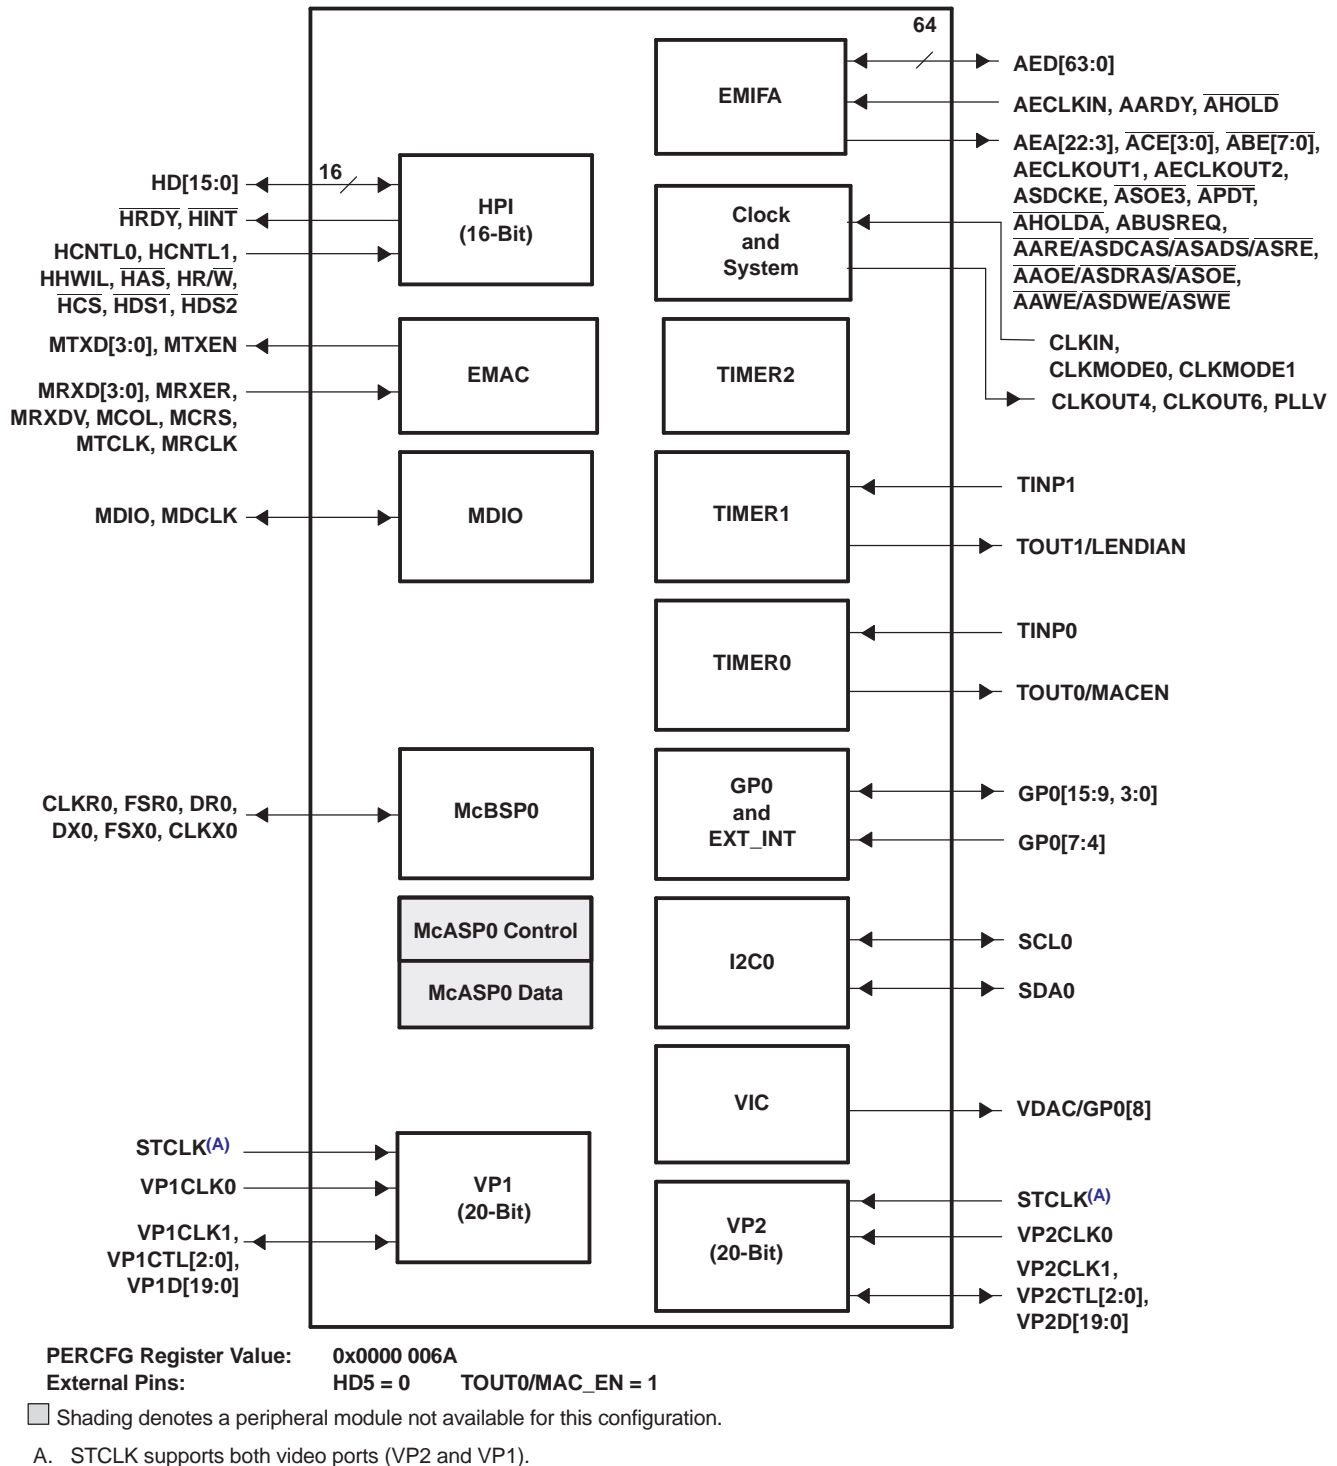 64
AED[63:0]
EMIFA
AECLKIN, AARDY, AHOLD
AEA[22:3], ACE[3:0], ABE[7:0],
AECLKOUT1, AECLKOUT2,
ASDCKE, ASOE3, APDT,
AHOLDA, ABUSREQ,
AARE/ASDCAS/ASADS/ASRE,
AAOE/ASDRAS/ASOE,
AAWE/ASDWE/ASWE
16
HD[15:0]
HRDY, HINT
HCNTL0, HCNTL1,
HHWIL, HAS, HR/W,
HCS, HDS1, HDS2
HPI
(16-Bit)
Clock
and
System
CLKIN,
CLKMODE0, CLKMODE1
CLKOUT4, CLKOUT6, PLLV
MTXD[3:0], MTXEN
MRXD[3:0], MRXER,
MRXDV, MCOL, MCRS,
MTCLK, MRCLK
EMAC
TIMER2
MDIO, MDCLK
MDIO
TIMER1
TINP1
TOUT1/LENDIAN
TIMER0
TINP0
TOUT0/MACEN
CLKR0, FSR0, DR0,
DX0, FSX0, CLKX0
McBSP0
GP0
and
EXT_INT
GP0[15:9, 3:0]
GP0[7:4]
McASP0 Control
McASP0 Data
I2C0
SCL0
SDA0
VIC
VDAC/GP0[8]
STCLK(A)
VP1CLK0
VP1CLK1,
VP1CTL[2:0],
VP1D[19:0]
VP1
(20-Bit)
VP2
(20-Bit)
STCLK(A)
VP2CLK0
VP2CLK1,
VP2CTL[2:0],
VP2D[19:0]
PERCFG Register Value: 0x0000 006A
External Pins: HD5 = 0 TOUT0/MAC_EN = 1
Shading denotes a peripheral module not available for this configuration.
A. STCLK supports both video ports (VP2 and VP1).